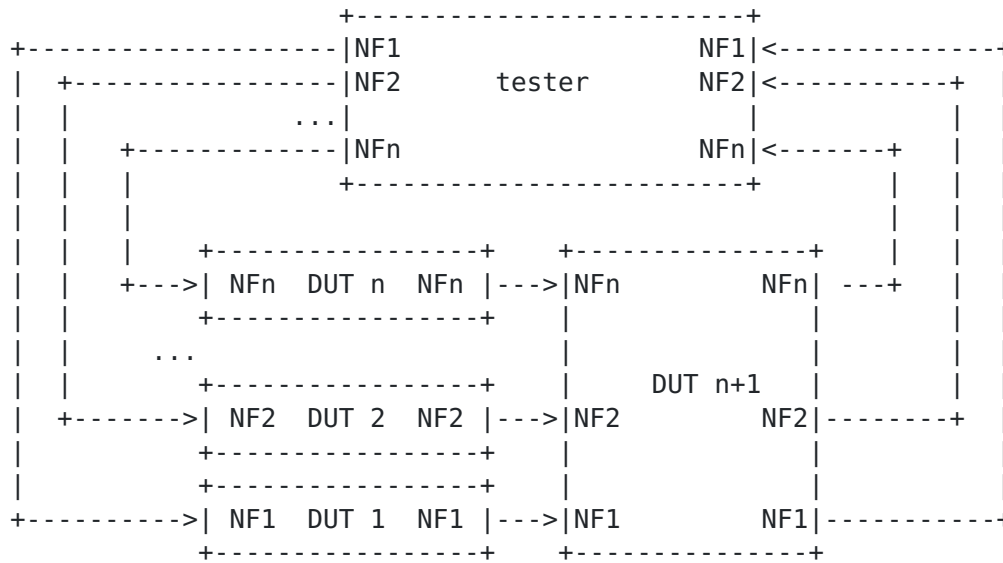 NF1 NF1
NF2 tester NF2
...
NFn NFn
NFn DUT n NFn NFn NFn
...
DUT n+1
NF2 DUT 2 NF2 NF2 NF2
NF1 DUT 1 NF1 NF1 NF1